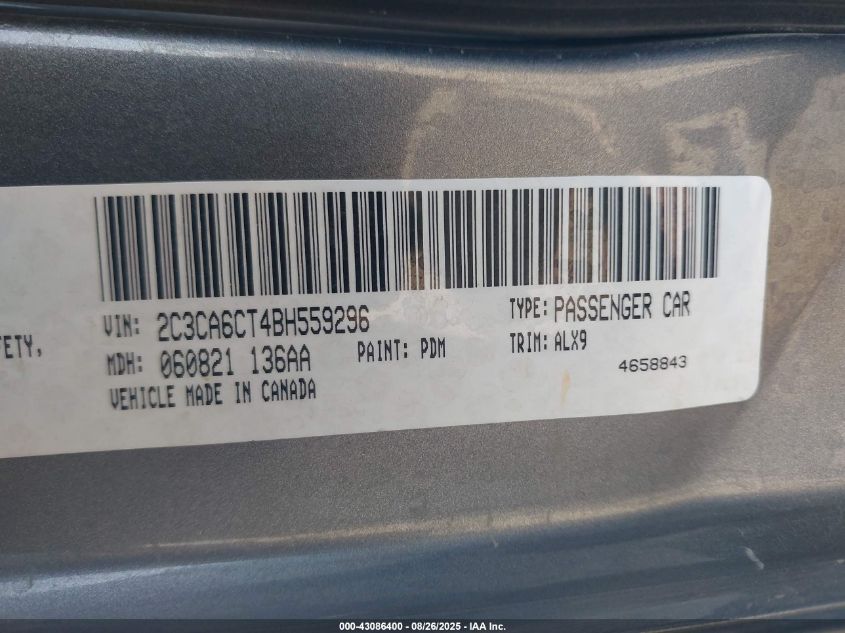 FETY,
VIN: 2C3CA6CT4BH559296
TYPE: PASSENGER CAR
MDH: 060821 136AA
PAINT: PDM
TRIM: ALX9
VEHICLE MADE IN CANADA
4658843
000-43086400 - 08/26/2025 - IAA Inc.